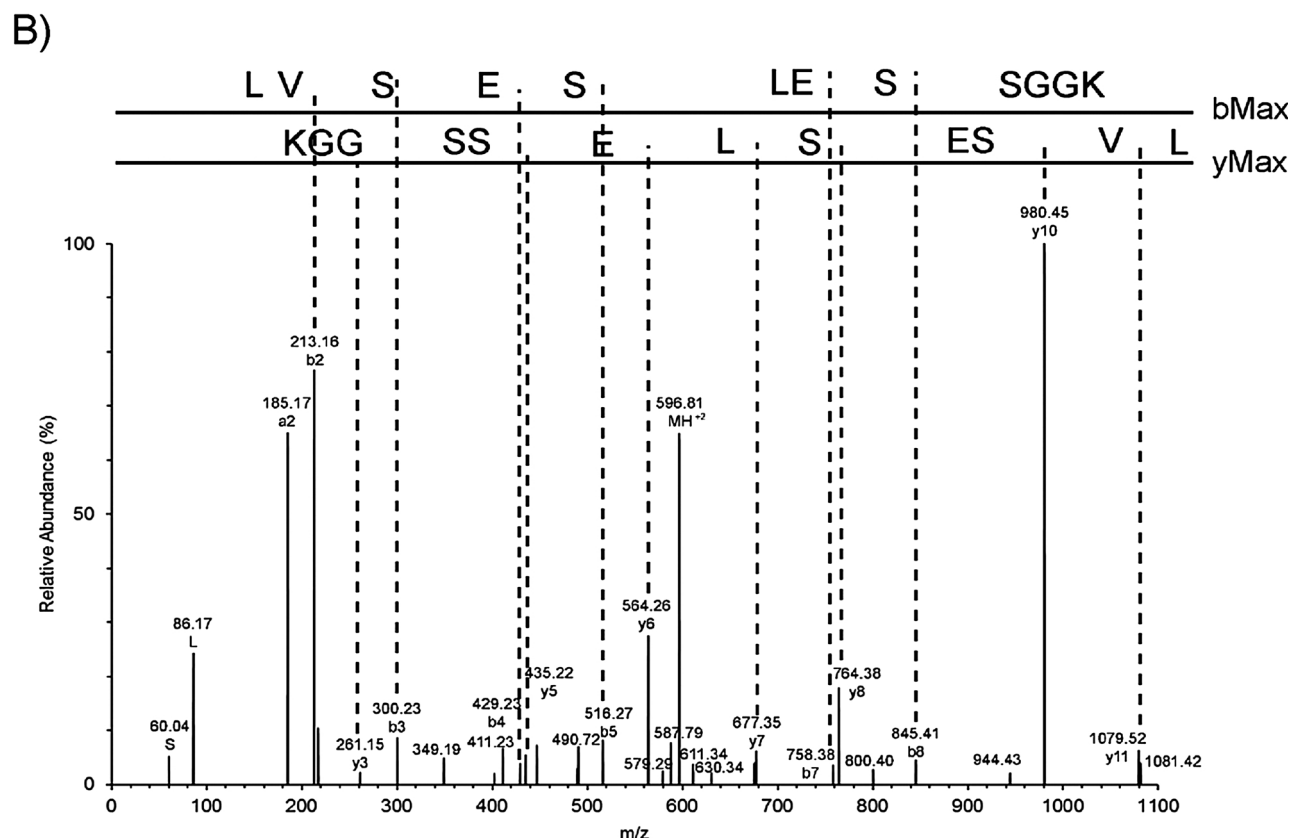 B)
L V S E S LE S SGGK bMax
KGG SS E L S ES V L yMax
100
50
0
Relative Abundance (%)
980.45
y10
213.16
b2
185.17
a2
596.81
MH+2
86.17
L
564.26
y6
60.04
S
435.22
y5
764.38
y8
300.23
b3
429.23
b4
516.27
b5
261.15
y3
349.19
411.23
490.72
579.29
587.79
611.34
630.34
677.35
y7
758.38
b7
800.40
845.41
b8
944.43
1079.52
y11
1081.42
0 100 200 300 400 500 600 700 800 900 1000 1100
m/z